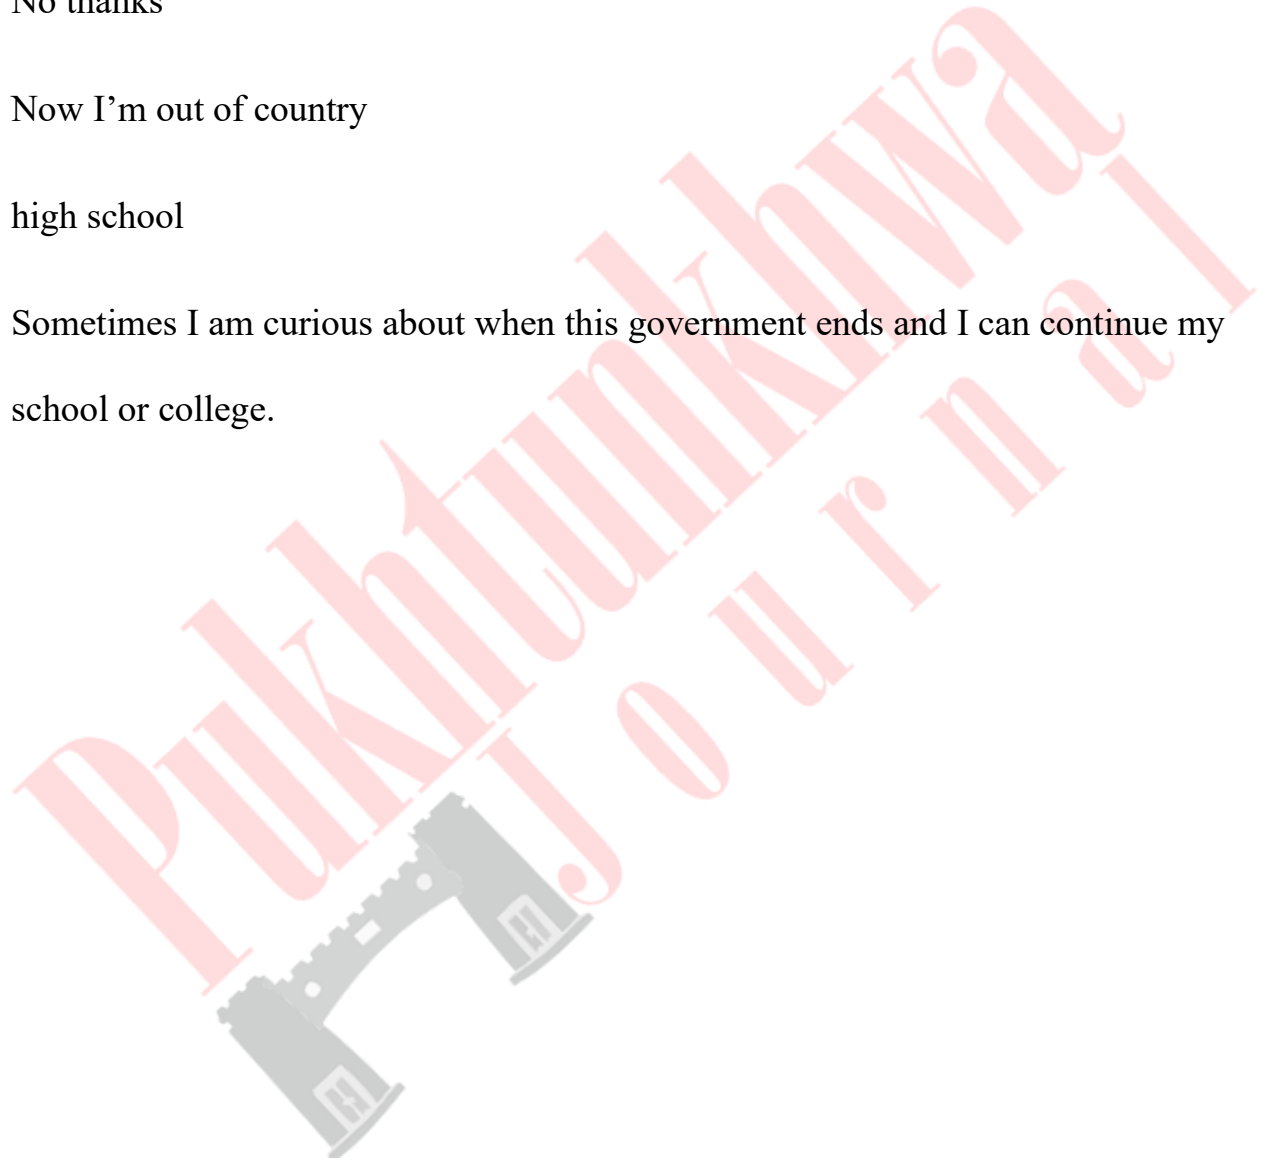 No thanks
Now I’m out of country
high school
Sometimes I am curious about when this government ends and I can continue my
school or college.
Pukhtunkhwa
Journal